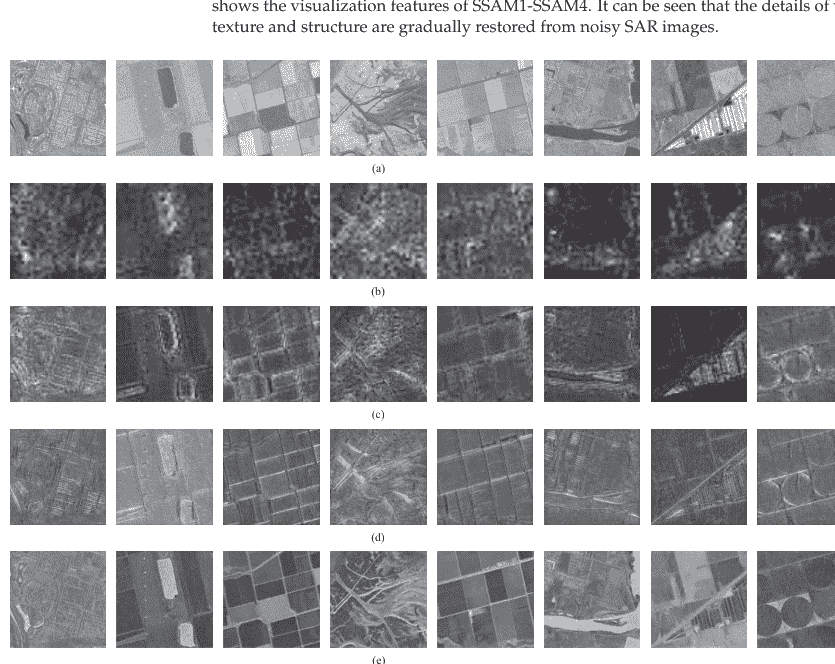 shows the visualization features of SSAM1-SSAM4. It can be seen that the details of
texture and structure are gradually restored from noisy SAR images.
(a)
(b)
(c)
(d)
(e)